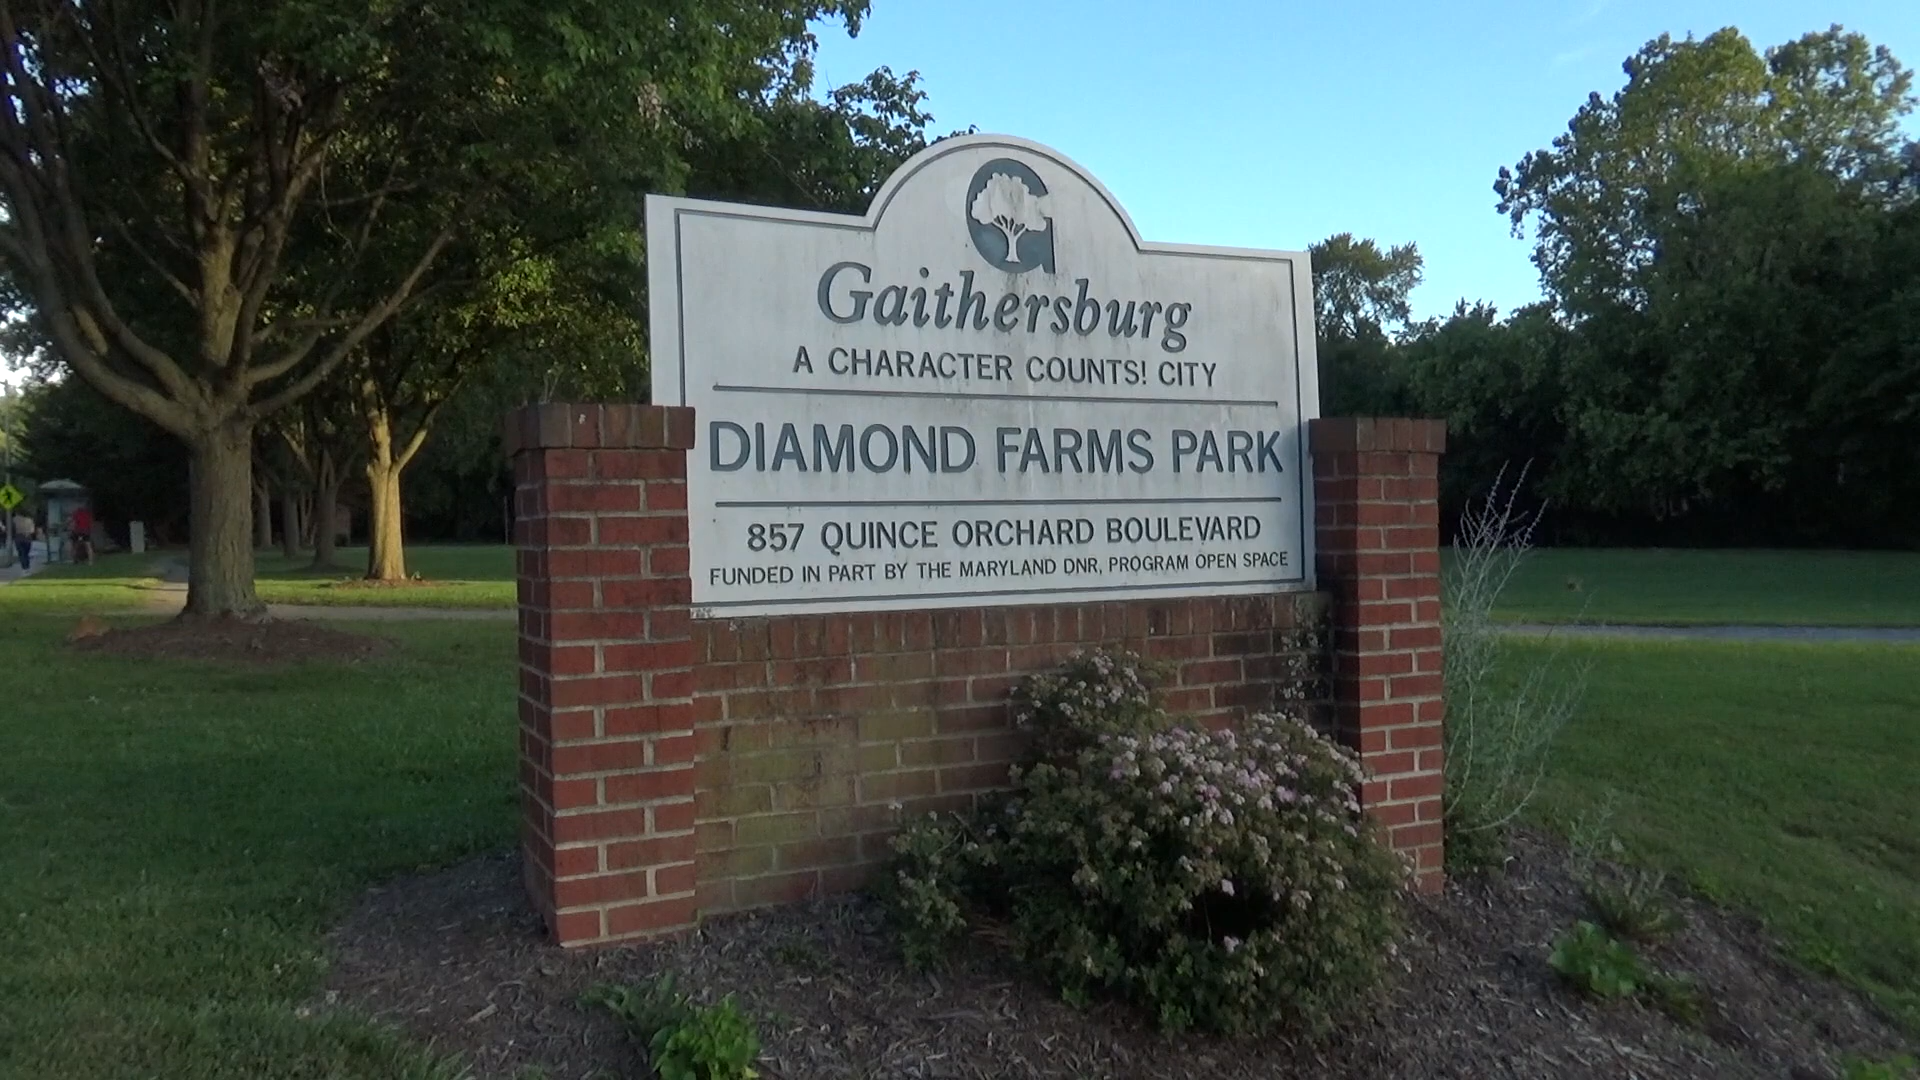 G
Gaithersburg
A CHARACTER COUNTS! CITY
DIAMOND FARMS PARK
857 QUINCE ORCHARD BOULEVARD
FUNDED IN PART BY THE MARYLAND DNR, PROGRAM OPEN SPACE